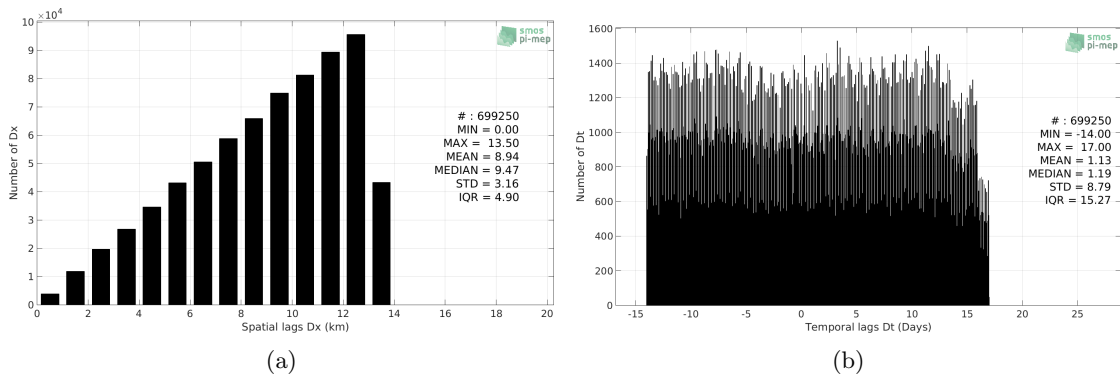 ×10⁴
10
9
8
7
6
5
4
3
2
1
0
Number of Dx
0 2 4 6 8 10 12 14 16 18 20
Spatial lags Dx (km)
smos
pi-mep
# : 699250
MIN = 0.00
MAX = 13.50
MEAN = 8.94
MEDIAN = 9.47
STD = 3.16
IQR = 4.90
(a)
1600
1400
1200
1000
800
600
400
200
0
Number of Dt
-15 -10 -5 0 5 10 15 20 25
Temporal lags Dt (Days)
smos
pi-mep
# : 699250
MIN = -14.00
MAX = 17.00
MEAN = 1.13
MEDIAN = 1.19
STD = 8.79
IQR = 15.27
(b)